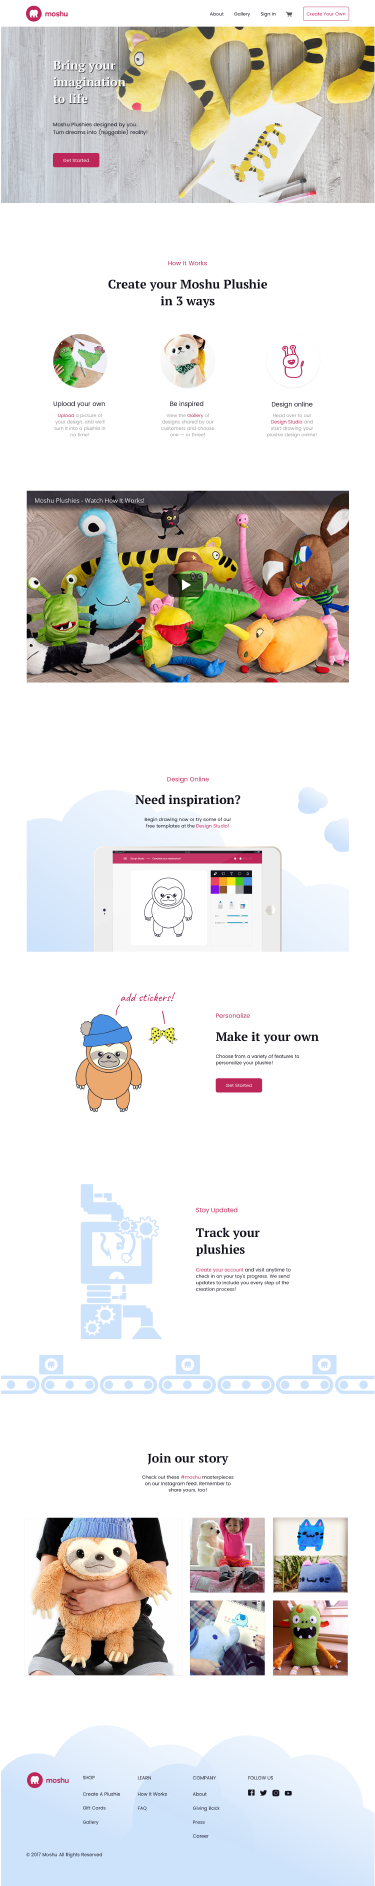 moshu
About Gallery Sign in Create Your Own
Bring your
imagination
to life
Moshu Plushies designed by you.
Turn dreams into (huggable) reality!
Get Started
How It Works
Create your Moshu Plushie
in 3 ways
Upload your own
Upload a picture of
your design, and we'll
turn it into a plushie in
no time!
Be inspired
View the Gallery of
designs shared by our
customers and choose
one — or three!
Design online
Head over to our
Design Studio and
start drawing your
plushie design online!
Moshu Plushies - Watch How It Works!
Design Online
Need inspiration?
Begin drawing now or try some of our
free templates at the Design Studio!
add stickers!
Personalize
Make it your own
Choose from a variety of features to
personalize your plushie!
Get Started
Stay Updated
Track your
plushies
Create your account and visit anytime to
check in on your toy's progress. We send
updates to include you every step of the
creation process!
Join our story
Check out these #moshu masterpieces
on our Instagram feed. Remember to
share yours, too!
moshu
SHOP
Create A Plushie
Gift Cards
Gallery
LEARN
How It Works
FAQ
COMPANY
About
Giving Back
Press
Career
FOLLOW US
© 2017 Moshu. All Rights Reserved